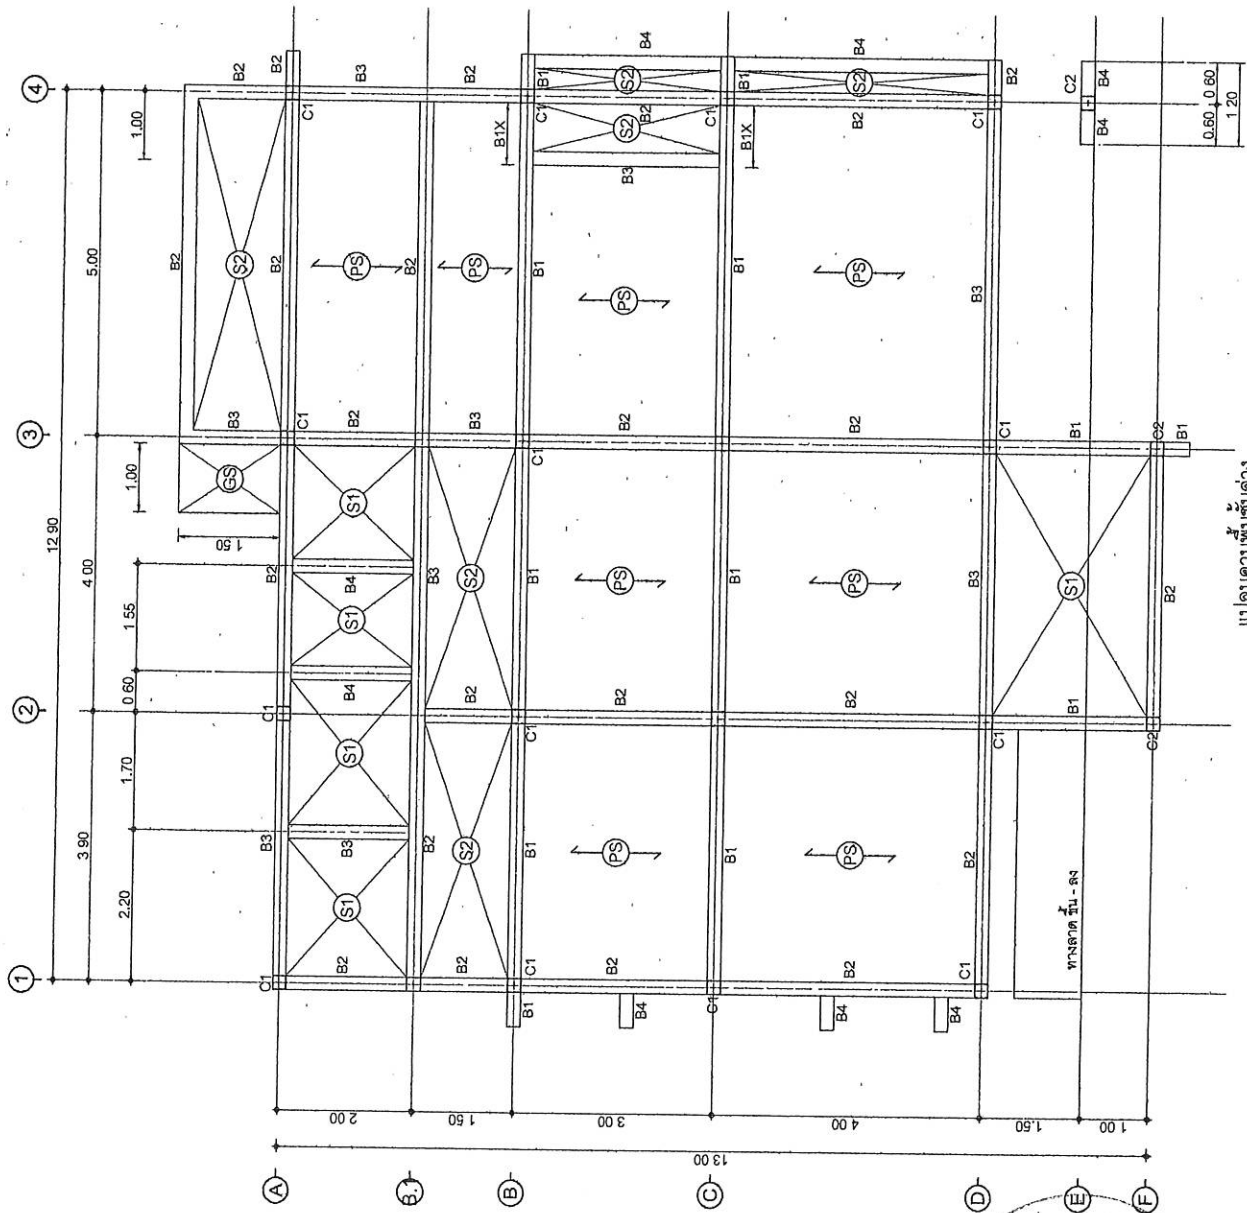 4
3
2
1
12.90
5.00
4.00
3.90
1.00
1.00
1.55
0.60
1.70
2.20
1.50
B2
B2
B3
B2
B4
B4
B2
S2
B2
B3
B2
C1
C1
C1
C1
GS
B2
B3
S1
S1
S1
S1
B4
B4
B3
B2
B2
PS
PS
B2
B3
B2
B3
B2
S2
S2
B2
B2
C1
C1
C1
C1
B1X
B1
B1
B1
B1
B1
S2
S2
B2
B3
PS
PS
PS
B2
B2
B2
B4
C1
C1
B1X
B1
B1
B1
B1
S2
B2
PS
PS
PS
B2
B2
B2
B4
B4
C1
C1
C1
C1
B2
B3
B3
B2
C2
B4
B4
0.60
0.60
1.20
B1
B1
S1
B2
C2
C2
B1
ทางลาด ขึ้น - ลง
2.00
1.50
3.00
4.00
1.50
1.00
13.00
A
B.1
B
C
D
E
F